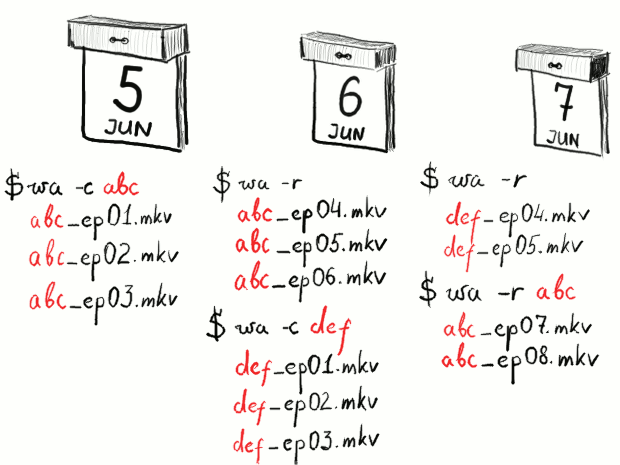 5
JUN
$ wa -c abc
abc_ep01.mkv
abc_ep02.mkv
abc_ep03.mkv
6
JUN
$ wa -r
abc_ep04.mkv
abc_ep05.mkv
abc_ep06.mkv
$ wa -c def
def_ep01.mkv
def_ep02.mkv
def_ep03.mkv
7
JUN
$ wa -r
def_ep04.mkv
def_ep05.mkv
$ wa -r abc
abc_ep07.mkv
abc_ep08.mkv